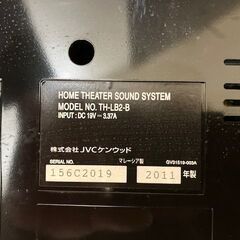 HOME THEATER SOUND SYSTEM
MODEL NO. TH-LB2-B
INPUT : DC 19V ⎓ 3.37A
株式会社 JVCケンウッド
SERIAL NO. マレーシア製 GV31519-003A
156C2019 2011 年製